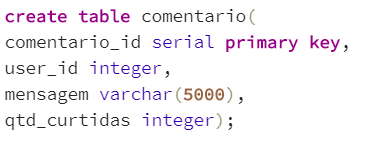 create table comentario(
comentario_id serial primary key,
user_id integer,
mensagem varchar(5000),
qtd_curtidas integer);